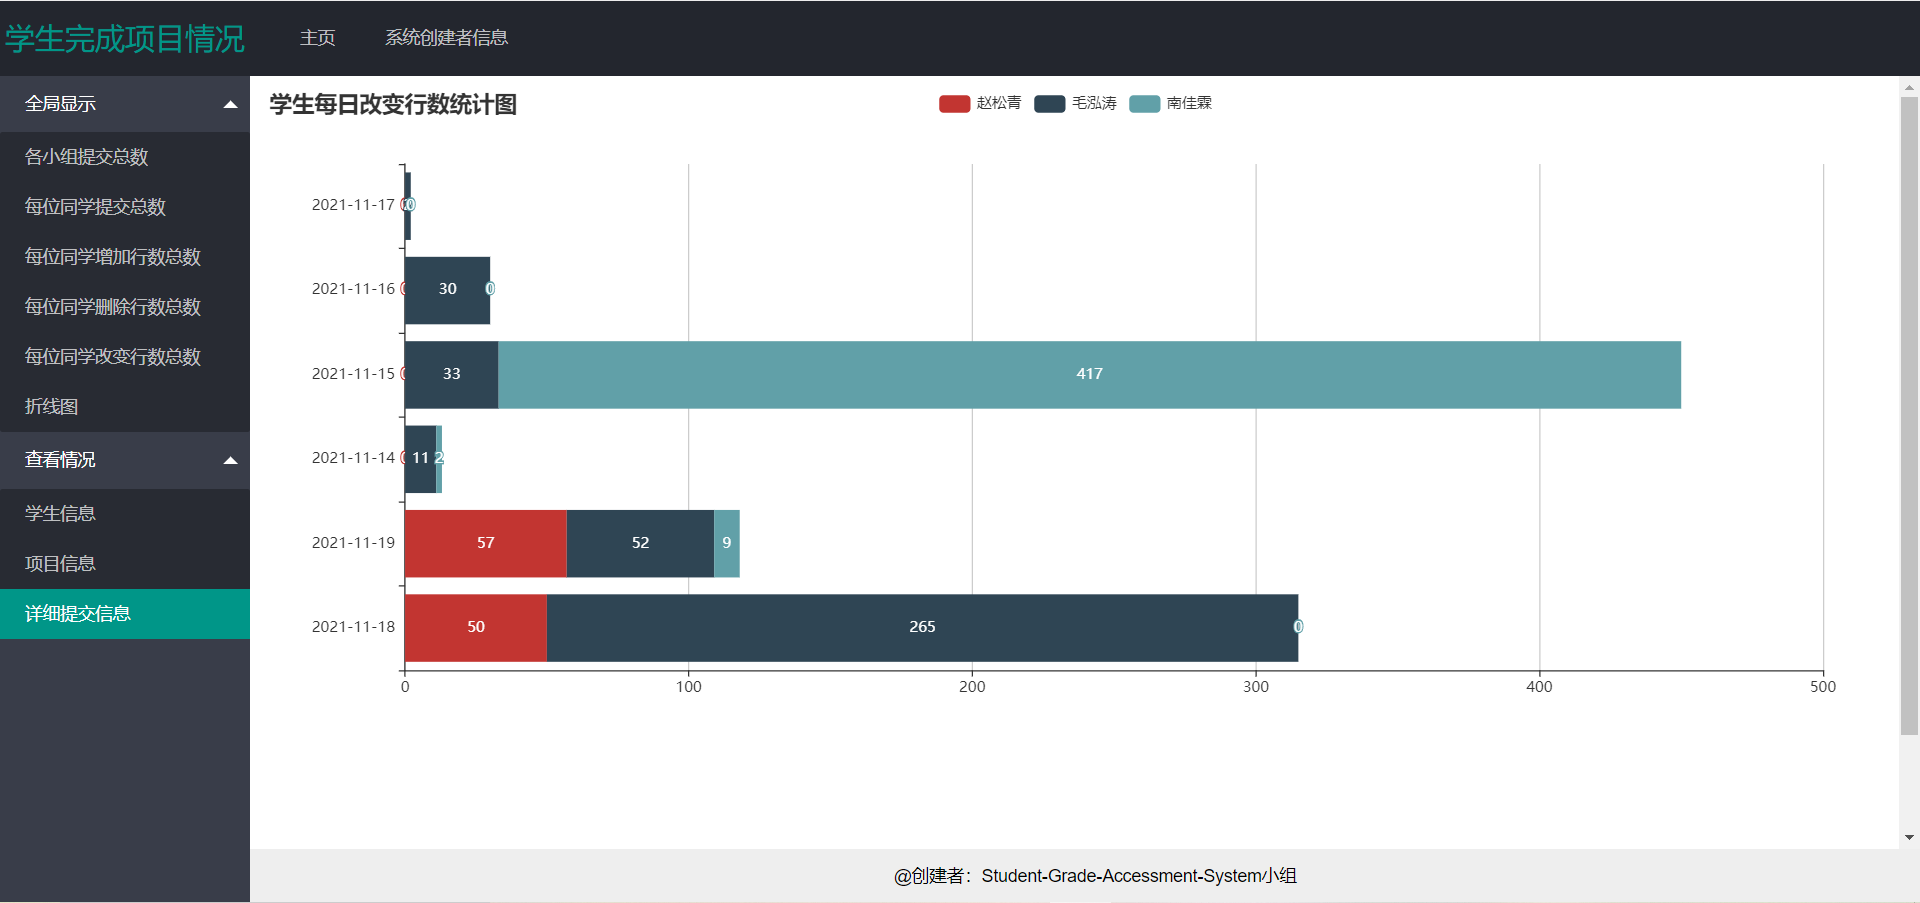 学生完成项目情况 主页 系统创建者信息
全局显示
各小组提交总数
每位同学提交总数
每位同学增加行数总数
每位同学删除行数总数
每位同学改变行数总数
折线图
查看情况
学生信息
项目信息
详细提交信息
学生每日改变行数统计图
赵松青 毛泓涛 南佳霖
2021-11-17 0
2021-11-16 0 30 0
2021-11-15 0 33 417
2021-11-14 0 11 2
2021-11-19 57 52 9
2021-11-18 50 265 0
0 100 200 300 400 500
@创建者：Student-Grade-Accessment-System小组